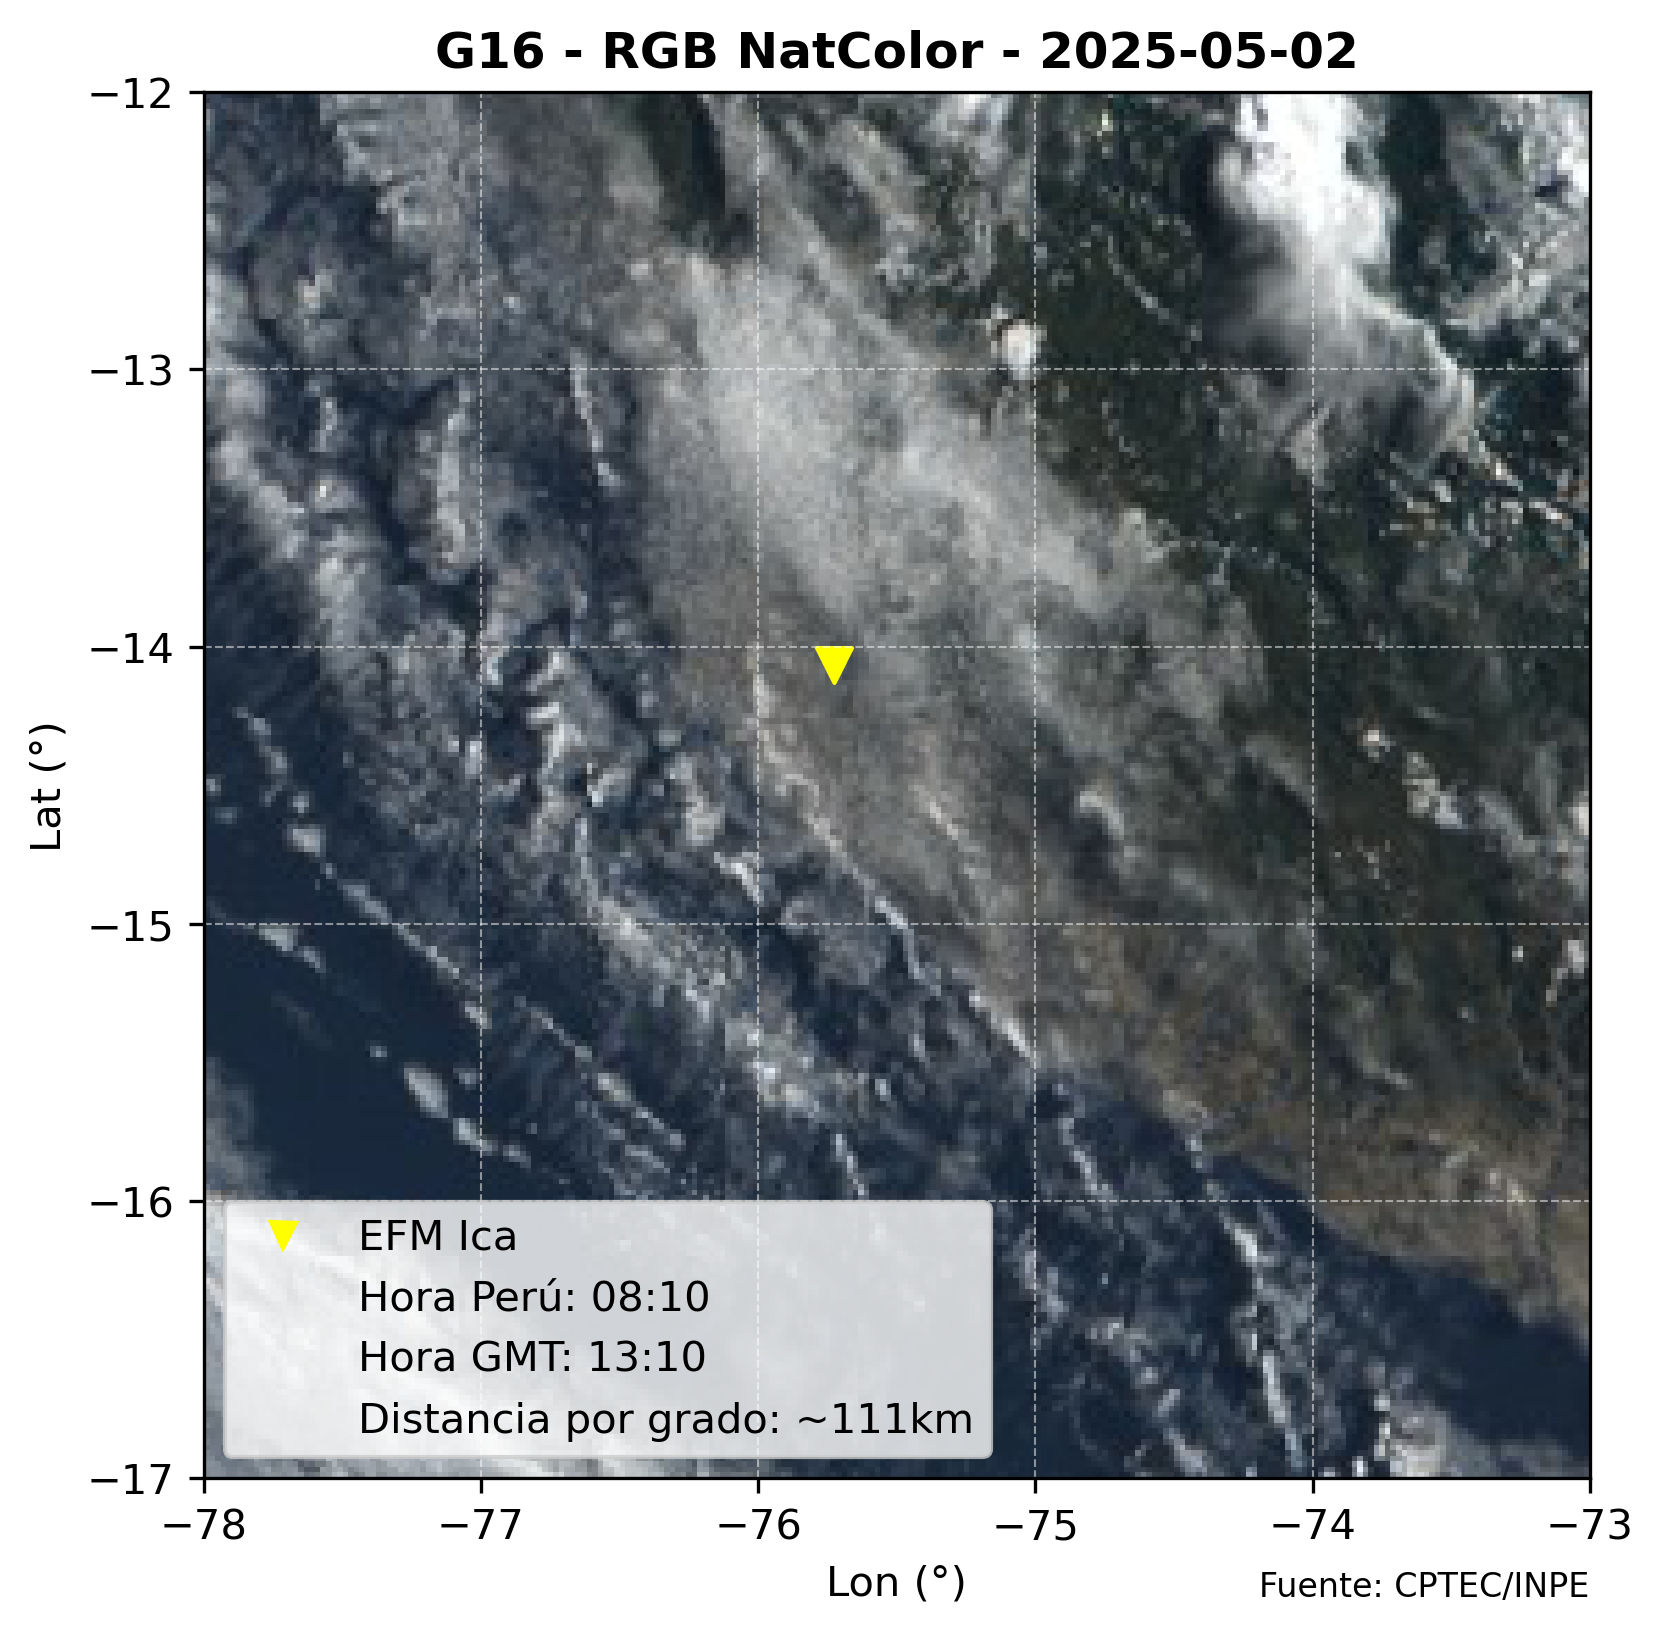 G16 - RGB NatColor - 2025-05-02
−12
−13
−14
−15
−16
−17
Lat (°)
EFM Ica
Hora Perú: 08:10
Hora GMT: 13:10
Distancia por grado: ~111km
−78
−77
−76
−75
−74
−73
Lon (°)
Fuente: CPTEC/INPE